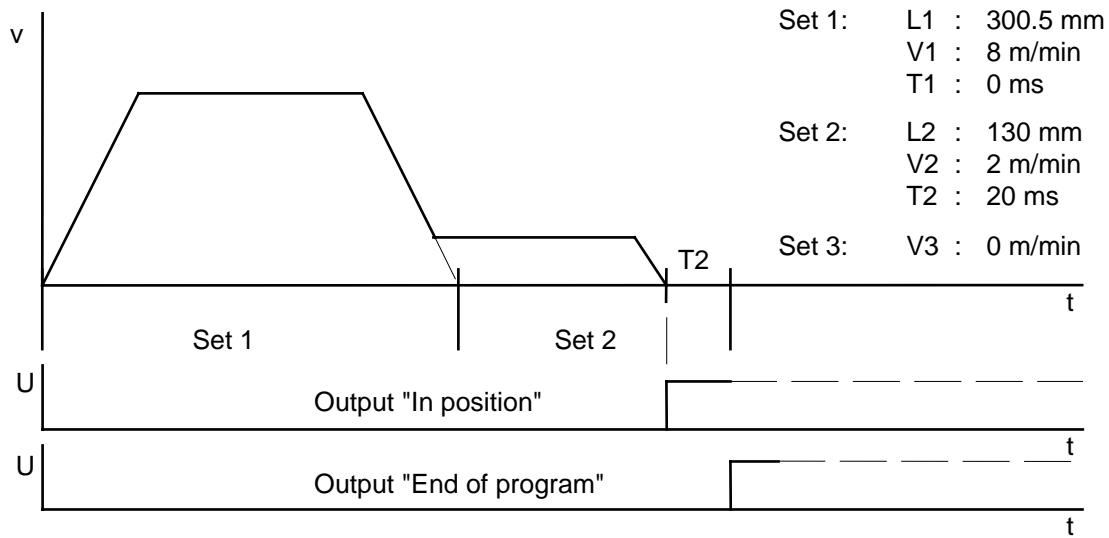 v
Set 1: L1 : 300.5 mm
V1 : 8 m/min
T1 : 0 ms
Set 2: L2 : 130 mm
V2 : 2 m/min
T2 : 20 ms
Set 3: V3 : 0 m/min
T2
t
Set 1 Set 2
U
Output "In position"
t
U
Output "End of program"
t